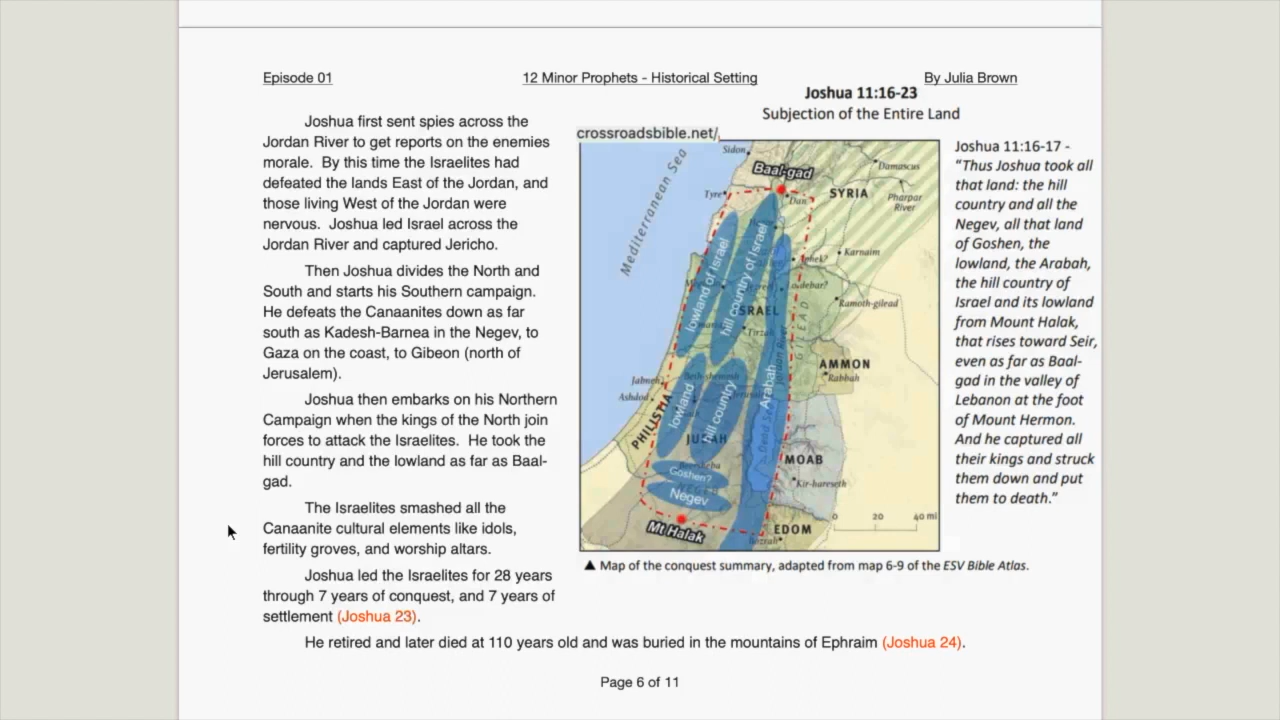 Episode 01
12 Minor Prophets - Historical Setting
By Julia Brown
Joshua first sent spies across the
Jordan River to get reports on the enemies
morale. By this time the Israelites had
defeated the lands East of the Jordan, and
those living West of the Jordan were
nervous. Joshua led Israel across the
Jordan River and captured Jericho.
Then Joshua divides the North and
South and starts his Southern campaign.
He defeats the Canaanites down as far
south as Kadesh-Barnea in the Negev, to
Gaza on the coast, to Gibeon (north of
Jerusalem).
Joshua then embarks on his Northern
Campaign when the kings of the North join
forces to attack the Israelites. He took the
hill country and the lowland as far as Baal-
gad.
The Israelites smashed all the
Canaanite cultural elements like idols,
fertility groves, and worship altars.
Joshua led the Israelites for 28 years
through 7 years of conquest, and 7 years of
settlement (Joshua 23).
He retired and later died at 110 years old and was buried in the mountains of Ephraim (Joshua 24).
Joshua 11:16-23
Subjection of the Entire Land
crossroadsbible.net/
Sidon
Baal-gad
Damascus
Mediterranean Sea
Tyre
Dan
SYRIA
Pharpar
River
Karnaim
Aphek?
lowland of Israel
hill country of Israel
Ramoth-gilead
GILEAD
Tirzah
Jordan River
AMMON
Rabbah
Jabneh
Beth-shemesh
Ashdod
PHILISTIA
lowland
hill country
Arabah
JUDAH
Dead Sea
MOAB
Beersheba
Goshen?
Negev
Kir-hareseth
Mt Halak
EDOM
Bozrah
0 20 40 mi
▲ Map of the conquest summary, adapted from map 6-9 of the ESV Bible Atlas.
Joshua 11:16-17 -
“Thus Joshua took all
that land: the hill
country and all the
Negev, all that land
of Goshen, the
lowland, the Arabah,
the hill country of
Israel and its lowland
from Mount Halak,
that rises toward Seir,
even as far as Baal-
gad in the valley of
Lebanon at the foot
of Mount Hermon.
And he captured all
their kings and struck
them down and put
them to death.”
Page 6 of 11